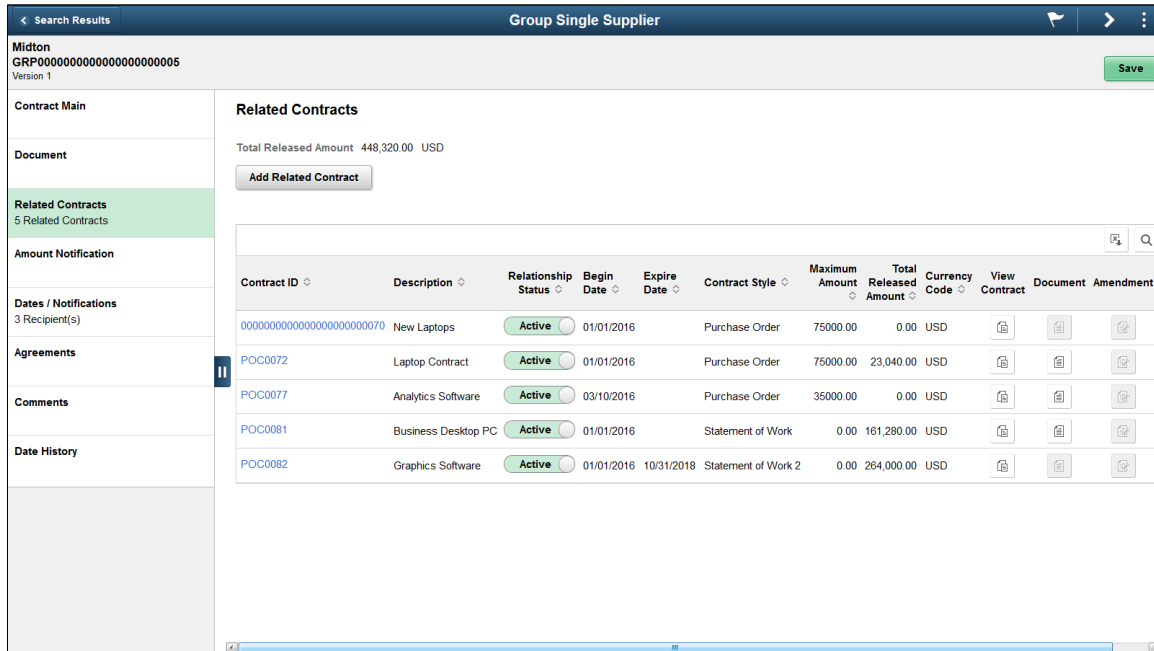 Search Results
Group Single Supplier
Midton
GRP0000000000000000000005
Version 1
Save
Contract Main
Document
Related Contracts
5 Related Contracts
Amount Notification
Dates / Notifications
3 Recipient(s)
Agreements
Comments
Date History
Related Contracts
Total Released Amount 448,320.00 USD
Add Related Contract
Contract ID Description Relationship Status Begin Date Expire Date Contract Style Maximum Amount Total Released Amount Currency Code View Contract Document Amendment
0000000000000000000000070 New Laptops Active 01/01/2016 Purchase Order 75000.00 0.00 USD
POC0072 Laptop Contract Active 01/01/2016 Purchase Order 75000.00 23,040.00 USD
POC0077 Analytics Software Active 03/10/2016 Purchase Order 35000.00 0.00 USD
POC0081 Business Desktop PC Active 01/01/2016 Statement of Work 0.00 161,280.00 USD
POC0082 Graphics Software Active 01/01/2016 10/31/2018 Statement of Work 2 0.00 264,000.00 USD